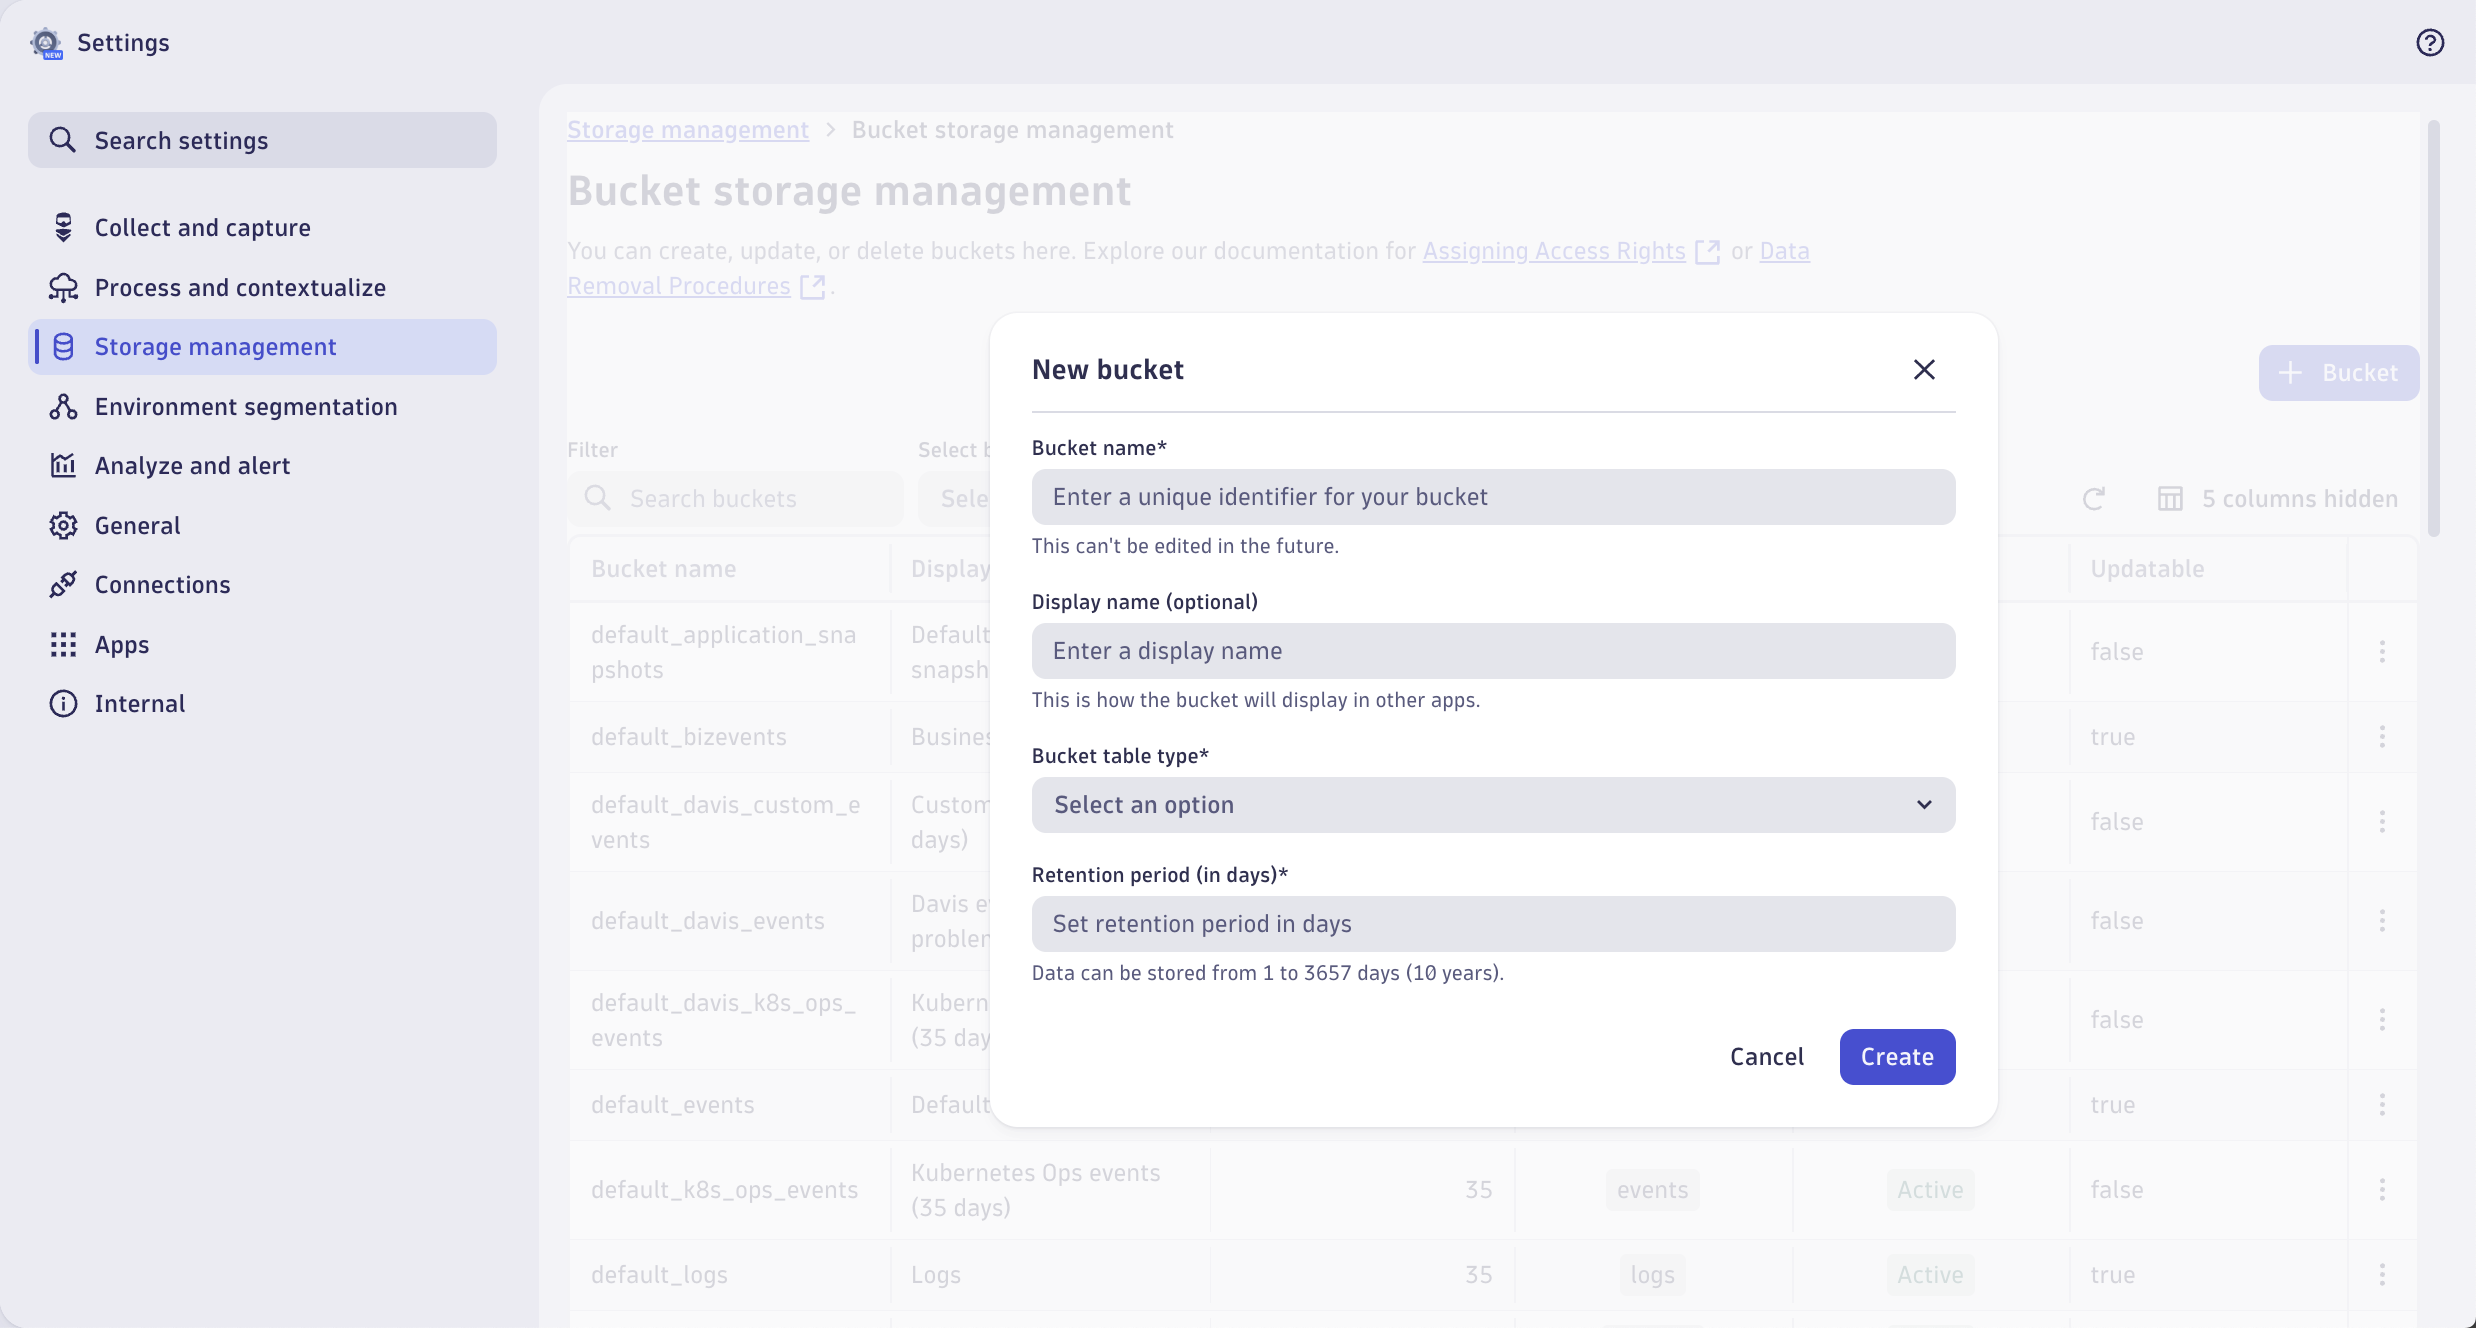 NEW
Settings
Search settings
Collect and capture
Process and contextualize
Storage management
Environment segmentation
Analyze and alert
General
Connections
Apps
Internal
Storage management > Bucket storage management
Bucket storage management
You can create, update, or delete buckets here. Explore our documentation for Assigning Access Rights or Data
Removal Procedures .
Bucket
Filter
Search buckets
Select b
Sele
5 columns hidden
Bucket name
Display
Updatable
default_application_sna
pshots
Default
snapsh
false
default_bizevents
Busines
true
default_davis_custom_e
vents
Custom
days)
false
default_davis_events
Davis e
problem
false
default_davis_k8s_ops_
events
Kubern
(35 day
false
default_events
Default
true
default_k8s_ops_events
Kubernetes Ops events
(35 days)
35
events
Active
false
default_logs
Logs
35
logs
Active
true
New bucket
Bucket name*
Enter a unique identifier for your bucket
This can't be edited in the future.
Display name (optional)
Enter a display name
This is how the bucket will display in other apps.
Bucket table type*
Select an option
Retention period (in days)*
Set retention period in days
Data can be stored from 1 to 3657 days (10 years).
Cancel
Create